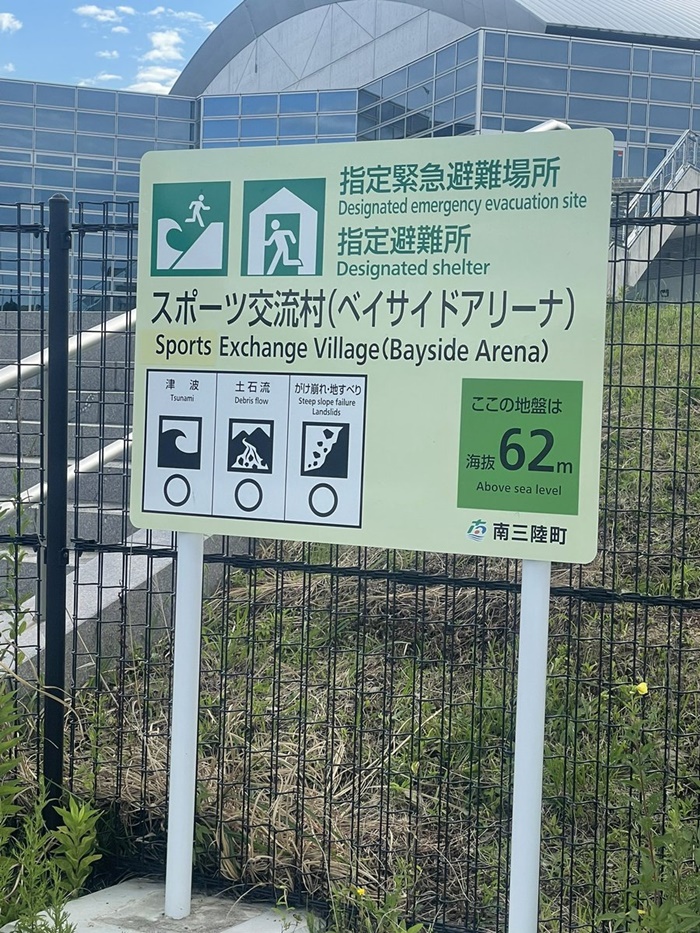 指定緊急避難場所
Designated emergency evacuation site
指定避難所
Designated shelter
スポーツ交流村(ベイサイドアリーナ)
Sports Exchange Village(Bayside Arena)
津 波
Tsunami
土石流
Debris flow
がけ崩れ・地すべり
Steep slope failure
Landslids
ここの地盤は
海抜62m
Above sea level
南三陸町